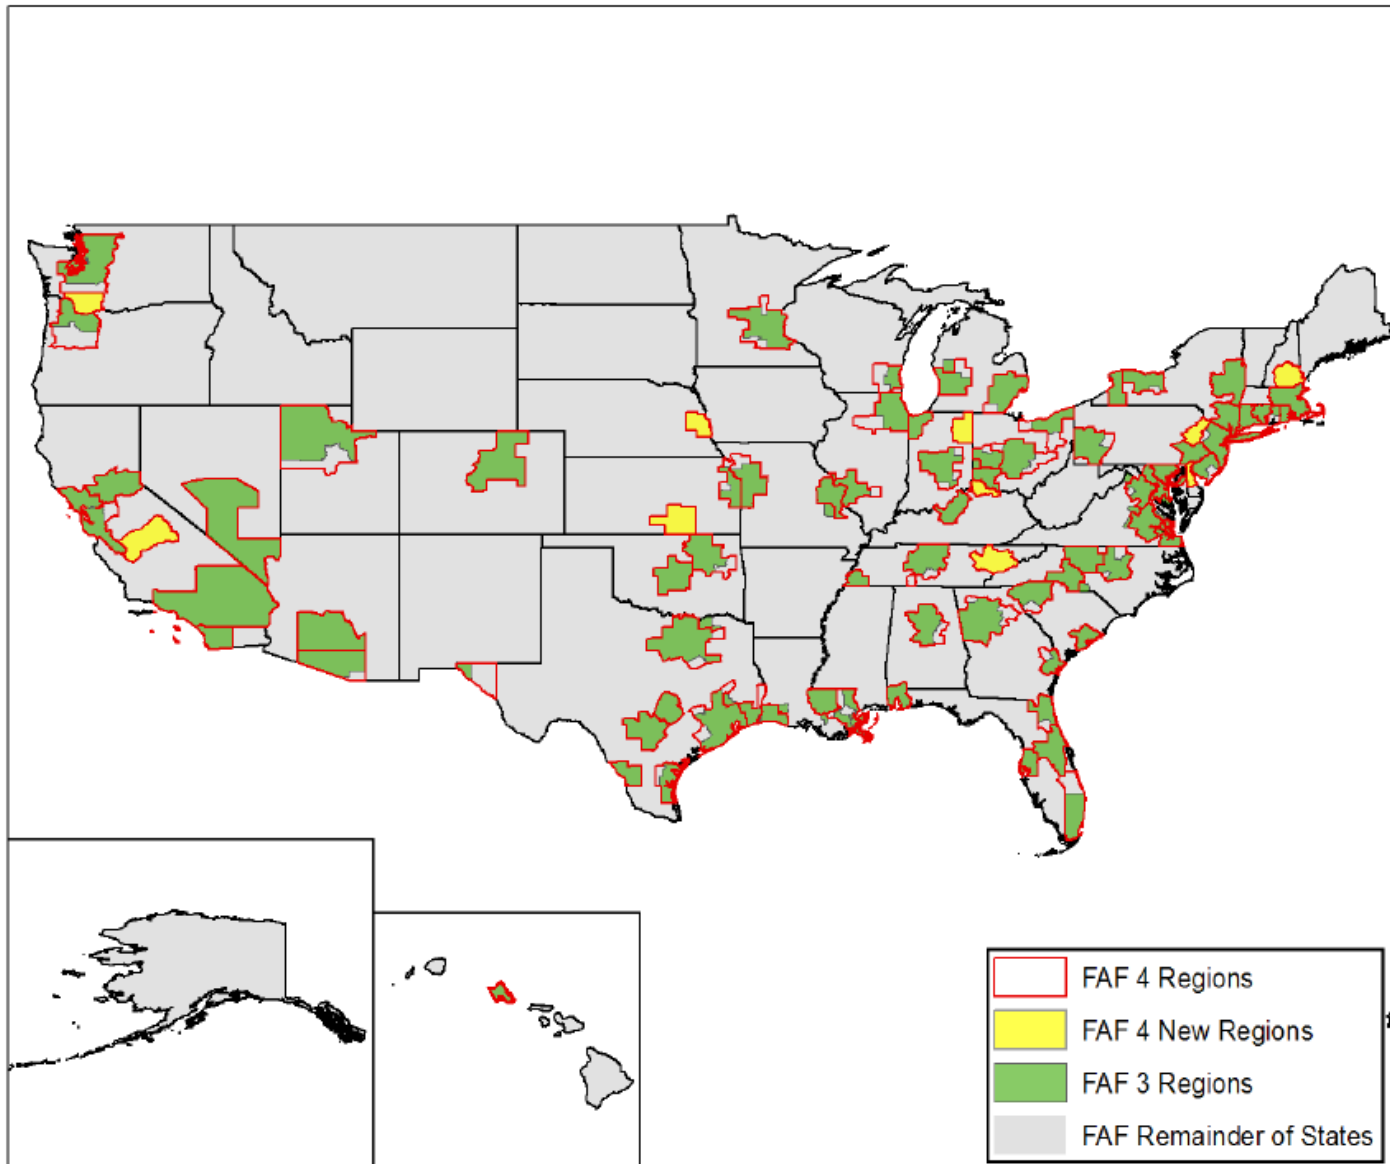 FAF 4 Regions
FAF 4 New Regions
FAF 3 Regions
FAF Remainder of States